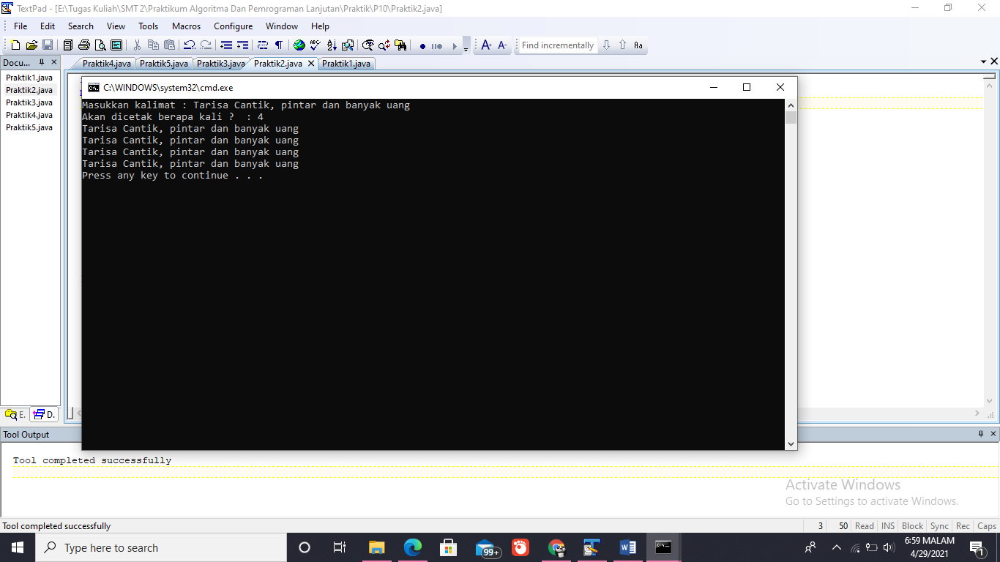 TextPad - [E:\Tugas Kuliah\SMT 2\Praktikum Algoritma Dan Pemrograman Lanjutan\Praktik\P10\Praktik2.java]
File Edit Search View Tools Macros Configure Window Help
Find incrementally
Docu...
Praktik4.java Praktik5.java Praktik3.java Praktik2.java Praktik1.java
Praktik1.java
Praktik2.java
Praktik3.java
Praktik4.java
Praktik5.java
C:\WINDOWS\system32\cmd.exe
Masukkan kalimat : Tarisa Cantik, pintar dan banyak uang
Akan dicetak berapa kali ?  : 4
Tarisa Cantik, pintar dan banyak uang
Tarisa Cantik, pintar dan banyak uang
Tarisa Cantik, pintar dan banyak uang
Tarisa Cantik, pintar dan banyak uang
Press any key to continue . . .
E. D.
Tool Output
Tool completed successfully
Activate Windows
Go to Settings to activate Windows.
Tool completed successfully 3 50 Read INS Block Sync Rec Caps
Type here to search
99+
6:59 MALAM
4/29/2021
1